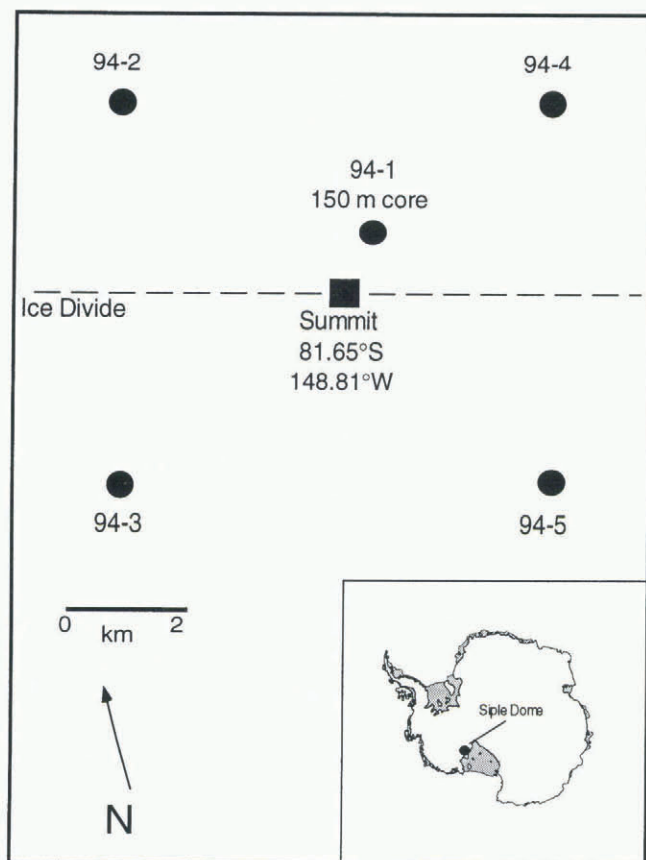 94-2
94-4
94-1
150 m core
Ice Divide
Summit
81.65°S
148.81°W
94-3
94-5
0
2
km
Siple Dome
N